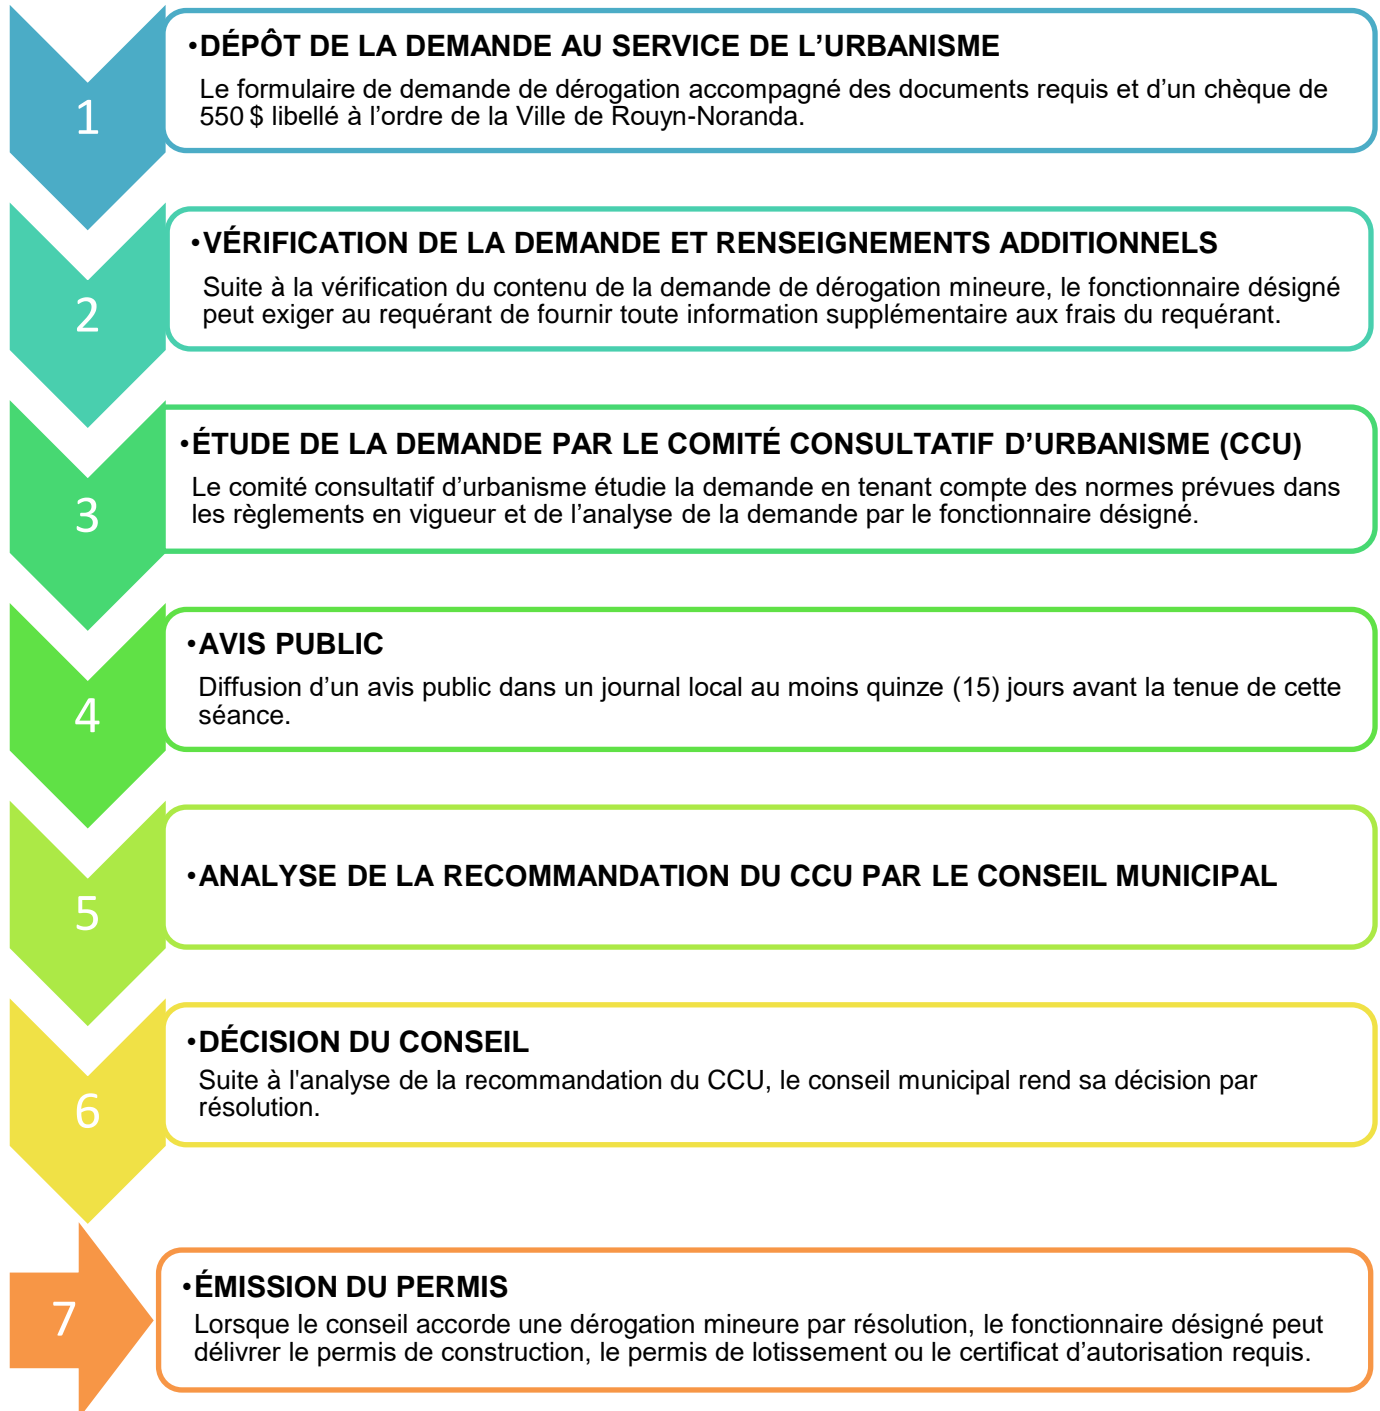 1
•DÉPÔT DE LA DEMANDE AU SERVICE DE L’URBANISME
Le formulaire de demande de dérogation accompagné des documents requis et d’un chèque de
550 $ libellé à l’ordre de la Ville de Rouyn-Noranda.
2
•VÉRIFICATION DE LA DEMANDE ET RENSEIGNEMENTS ADDITIONNELS
Suite à la vérification du contenu de la demande de dérogation mineure, le fonctionnaire désigné
peut exiger au requérant de fournir toute information supplémentaire aux frais du requérant.
3
•ÉTUDE DE LA DEMANDE PAR LE COMITÉ CONSULTATIF D’URBANISME (CCU)
Le comité consultatif d’urbanisme étudie la demande en tenant compte des normes prévues dans
les règlements en vigueur et de l’analyse de la demande par le fonctionnaire désigné.
4
•AVIS PUBLIC
Diffusion d’un avis public dans un journal local au moins quinze (15) jours avant la tenue de cette
séance.
5
•ANALYSE DE LA RECOMMANDATION DU CCU PAR LE CONSEIL MUNICIPAL
6
•DÉCISION DU CONSEIL
Suite à l'analyse de la recommandation du CCU, le conseil municipal rend sa décision par
résolution.
7
•ÉMISSION DU PERMIS
Lorsque le conseil accorde une dérogation mineure par résolution, le fonctionnaire désigné peut
délivrer le permis de construction, le permis de lotissement ou le certificat d’autorisation requis.